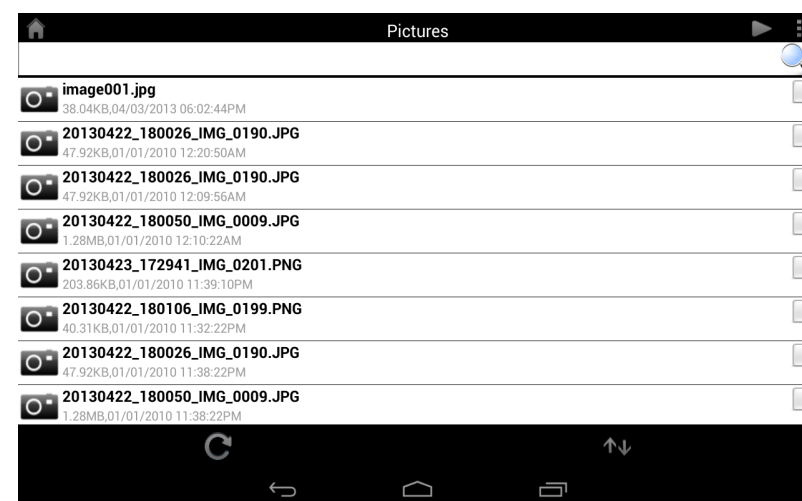 Pictures
image001.jpg
38.04KB,04/03/2013 06:02:44PM
20130422_180026_IMG_0190.JPG
47.92KB,01/01/2010 12:20:50AM
20130422_180026_IMG_0190.JPG
47.92KB,01/01/2010 12:09:56AM
20130422_180050_IMG_0009.JPG
1.28MB,01/01/2010 12:10:22AM
20130423_172941_IMG_0201.PNG
203.86KB,01/01/2010 11:39:10PM
20130422_180106_IMG_0199.PNG
40.31KB,01/01/2010 11:32:22PM
20130422_180026_IMG_0190.JPG
47.92KB,01/01/2010 11:38:22PM
20130422_180050_IMG_0009.JPG
1.28MB,01/01/2010 11:38:22PM